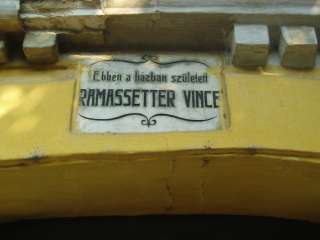 Ebben a házban született
RAMASSETTER VINCE